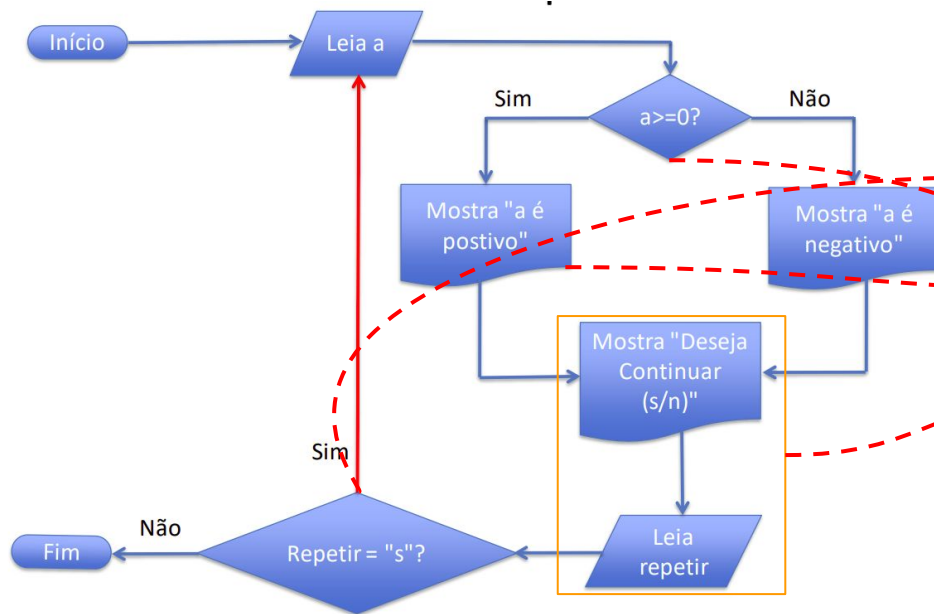 Início
Leia a
a>=0?
Sim
Não
Mostra "a é
postivo"
Mostra "a é
negativo"
Mostra "Deseja
Continuar
(s/n)"
Leia
repetir
Repetir = "s"?
Sim
Não
Fim